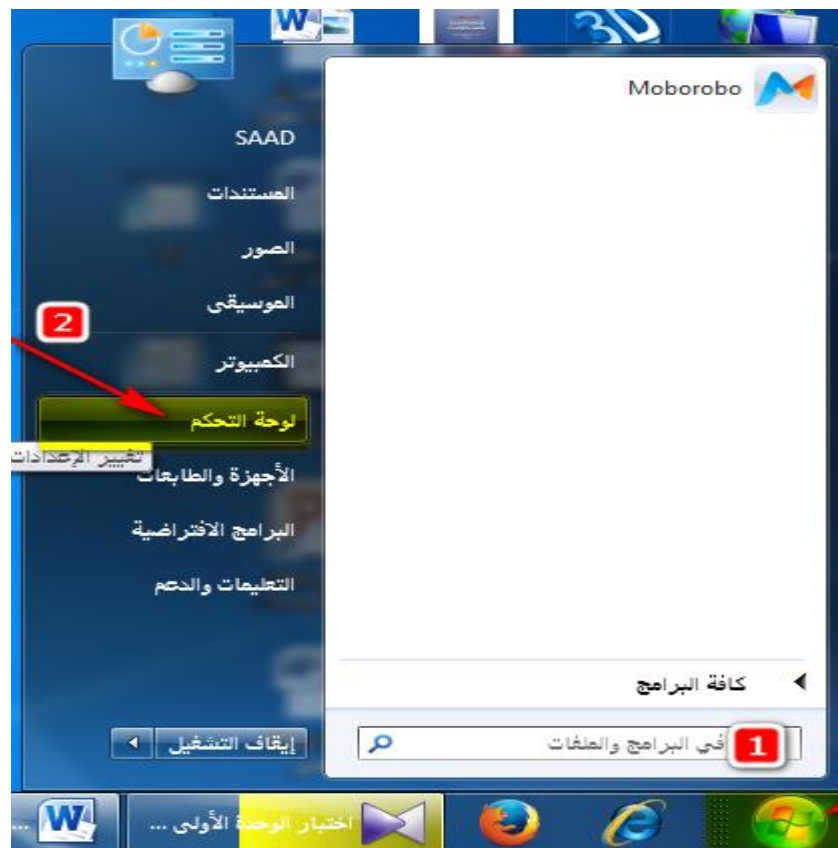 W
3D
Moborobo
SAAD
المستندات
الصور
الموسيقى
2
الكمبيوتر
لوحة التحكم
تغيير الإعدادات
الأجهزة والطابعات
البرامج الافتراضية
التعليمات والدعم
كافة البرامج
إيقاف التشغيل
في البرامج والملفات
1
اختبار الوحدة الأولى ...
W ...